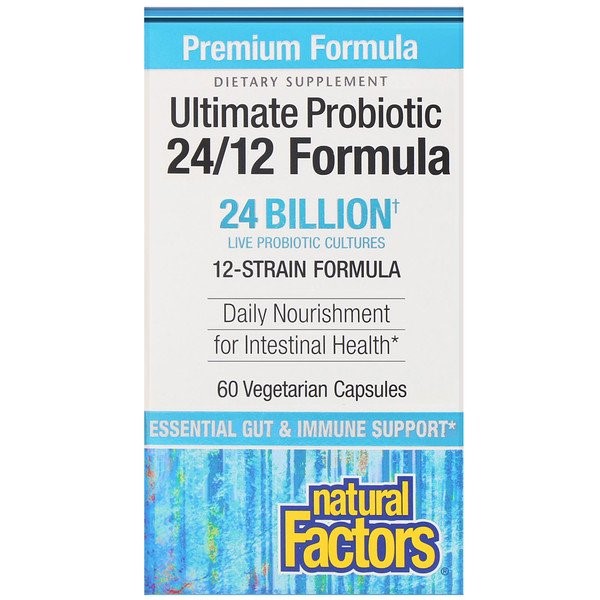 Premium Formula
DIETARY SUPPLEMENT
Ultimate Probiotic
24/12 Formula
24 BILLION†
LIVE PROBIOTIC CULTURES
12-STRAIN FORMULA
Daily Nourishment
for Intestinal Health*
60 Vegetarian Capsules
ESSENTIAL GUT & IMMUNE SUPPORT*
natural
Factors®